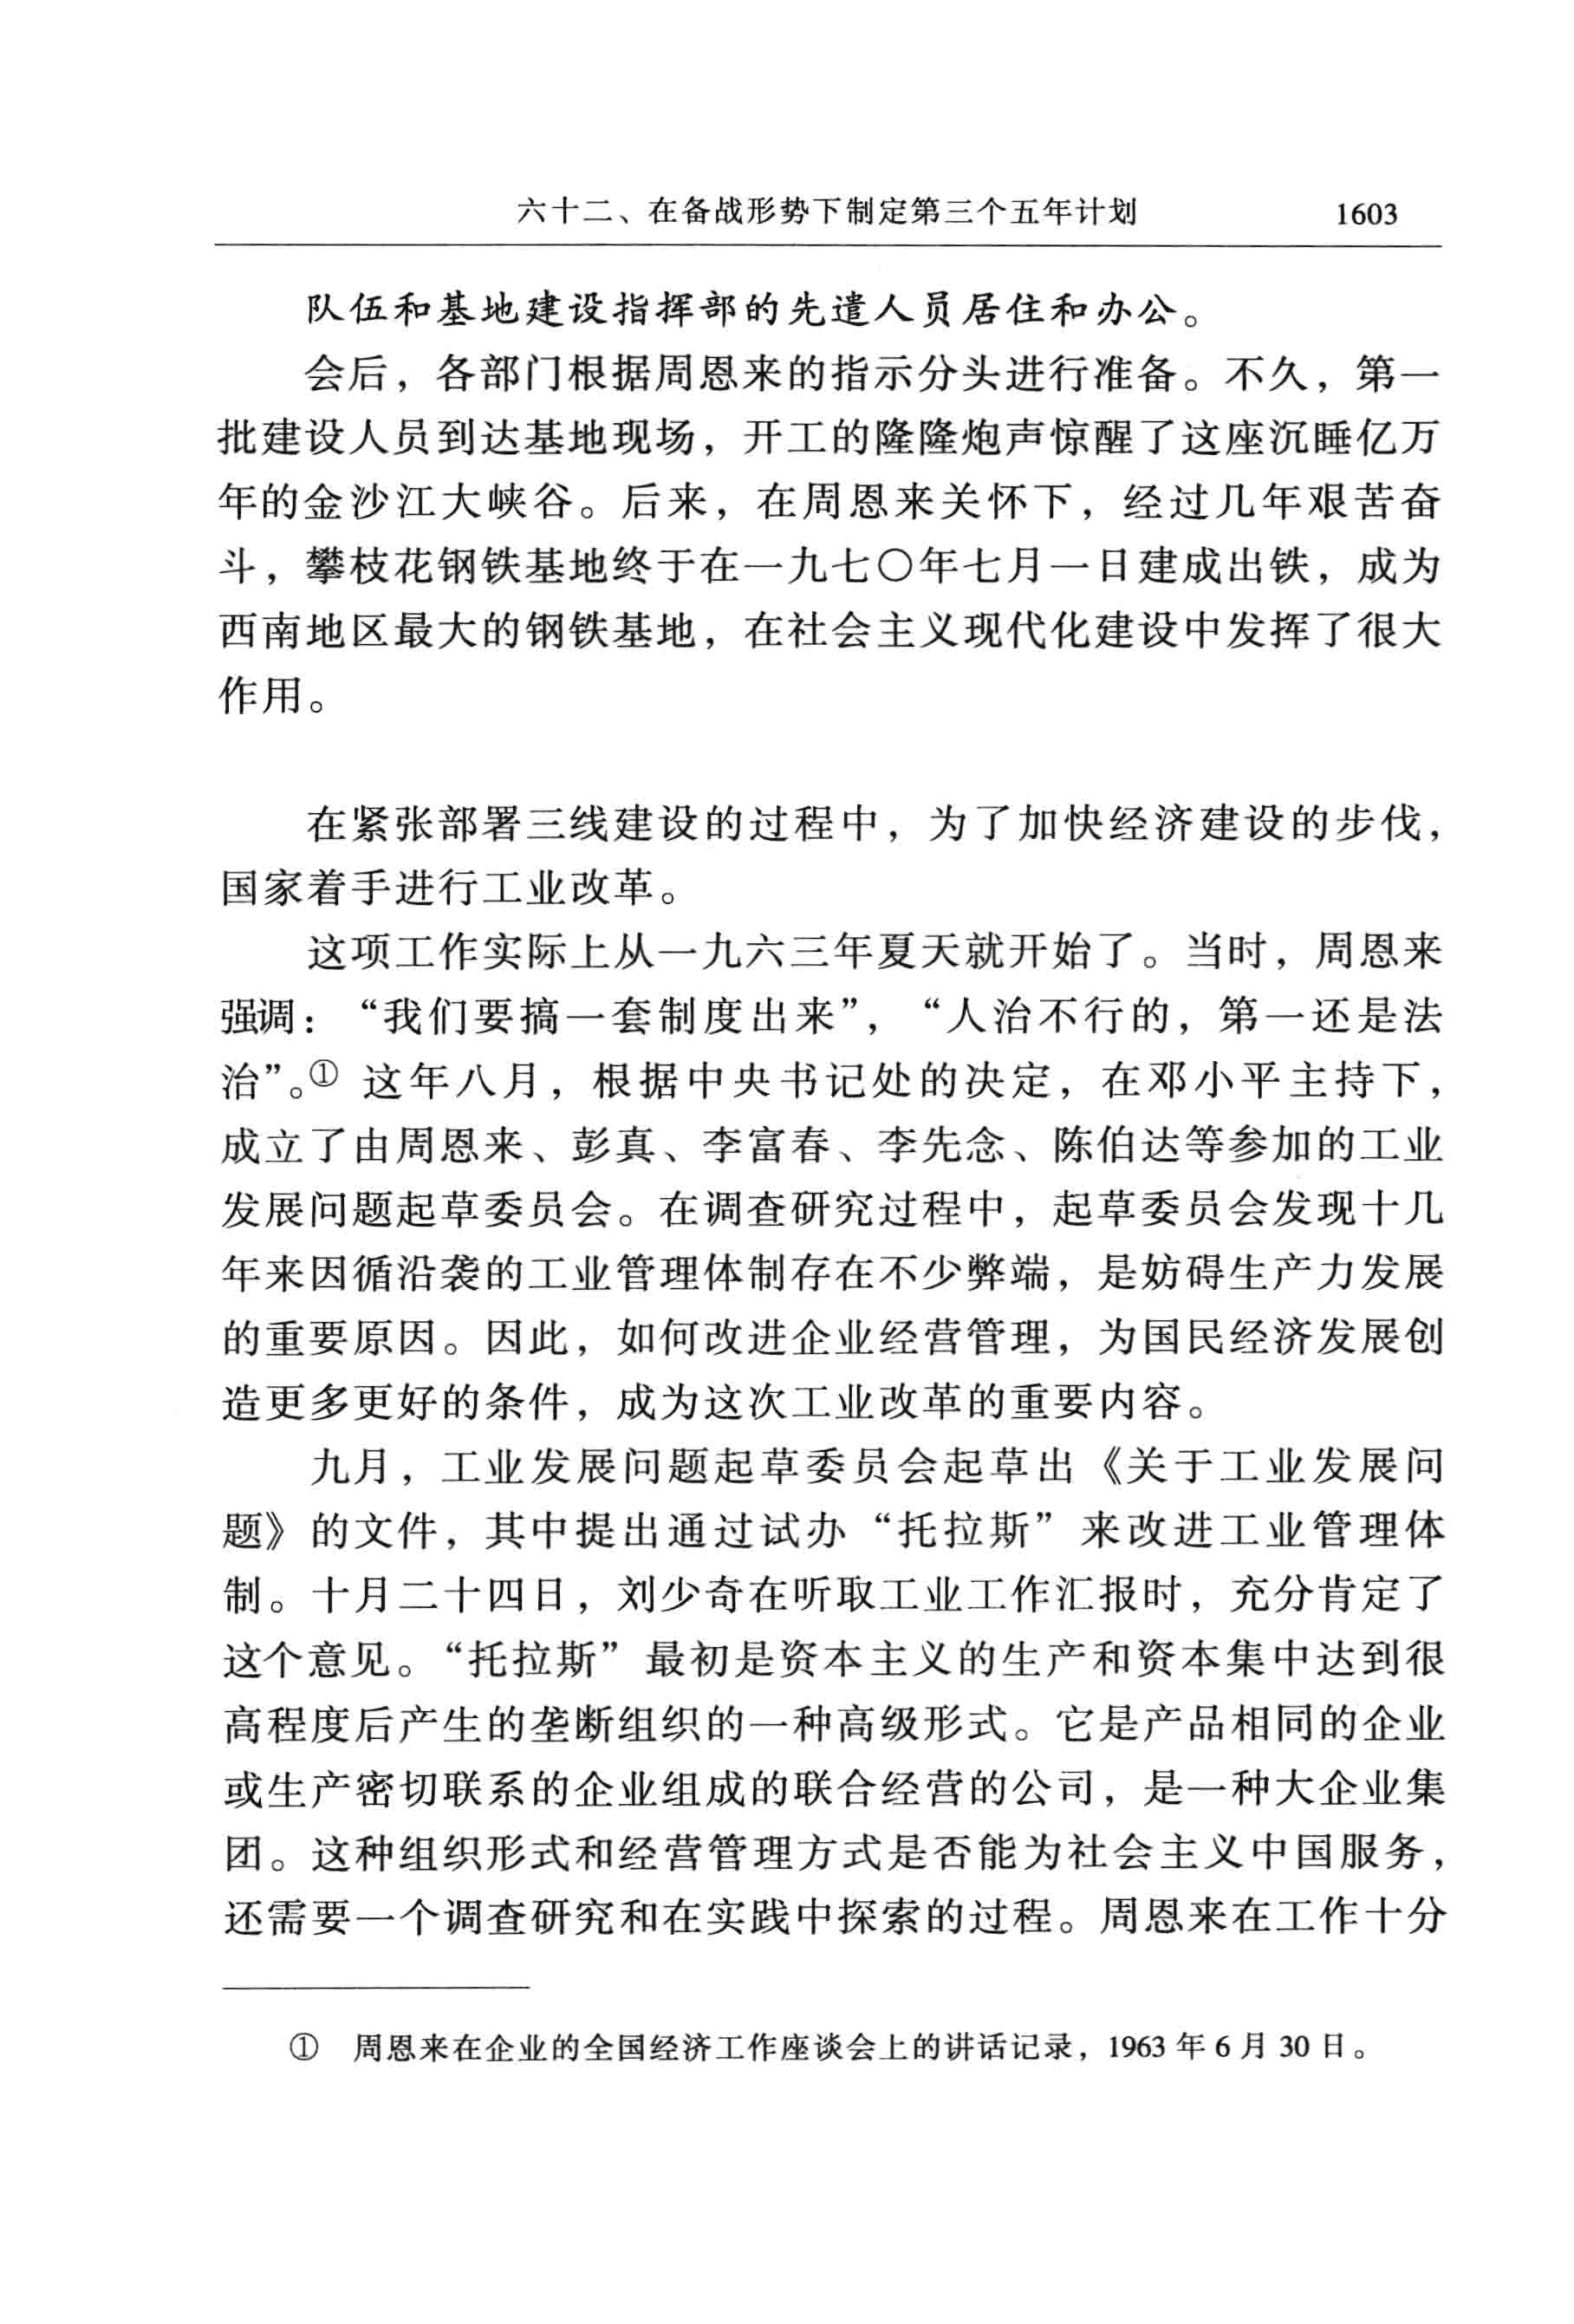 六十二、在备战形势下制定第三个五年计划 1603
队伍和基地建设指挥部的先遣人员居住和办公。
会后，各部门根据周恩来的指示分头进行准备。不久，第一
批建设人员到达基地现场，开工的隆隆炮声惊醒了这座沉睡亿万
年的金沙江大峡谷。后来，在周恩来关怀下，经过几年艰苦奋
斗，攀枝花钢铁基地终于在一九七〇年七月一日建成出铁，成为
西南地区最大的钢铁基地，在社会主义现代化建设中发挥了很大
作用。
在紧张部署三线建设的过程中，为了加快经济建设的步伐，
国家着手进行工业改革。
这项工作实际上从一九六三年夏天就开始了。当时，周恩来
强调：“我们要搞一套制度出来”，“人治不行的，第一还是法
治”。① 这年八月，根据中央书记处的决定，在邓小平主持下，
成立了由周恩来、彭真、李富春、李先念、陈伯达等参加的工业
发展问题起草委员会。在调查研究过程中，起草委员会发现十几
年来因循沿袭的工业管理体制存在不少弊端，是妨碍生产力发展
的重要原因。因此，如何改进企业经营管理，为国民经济发展创
造更多更好的条件，成为这次工业改革的重要内容。
九月，工业发展问题起草委员会起草出《关于工业发展问
题》的文件，其中提出通过试办“托拉斯”来改进工业管理体
制。十月二十四日，刘少奇在听取工业工作汇报时，充分肯定了
这个意见。“托拉斯”最初是资本主义的生产和资本集中达到很
高程度后产生的垄断组织的一种高级形式。它是产品相同的企业
或生产密切联系的企业组成的联合经营的公司，是一种大企业集
团。这种组织形式和经营管理方式是否能为社会主义中国服务，
还需要一个调查研究和在实践中探索的过程。周恩来在工作十分
① 周恩来在企业的全国经济工作座谈会上的讲话记录，1963 年 6 月 30 日。